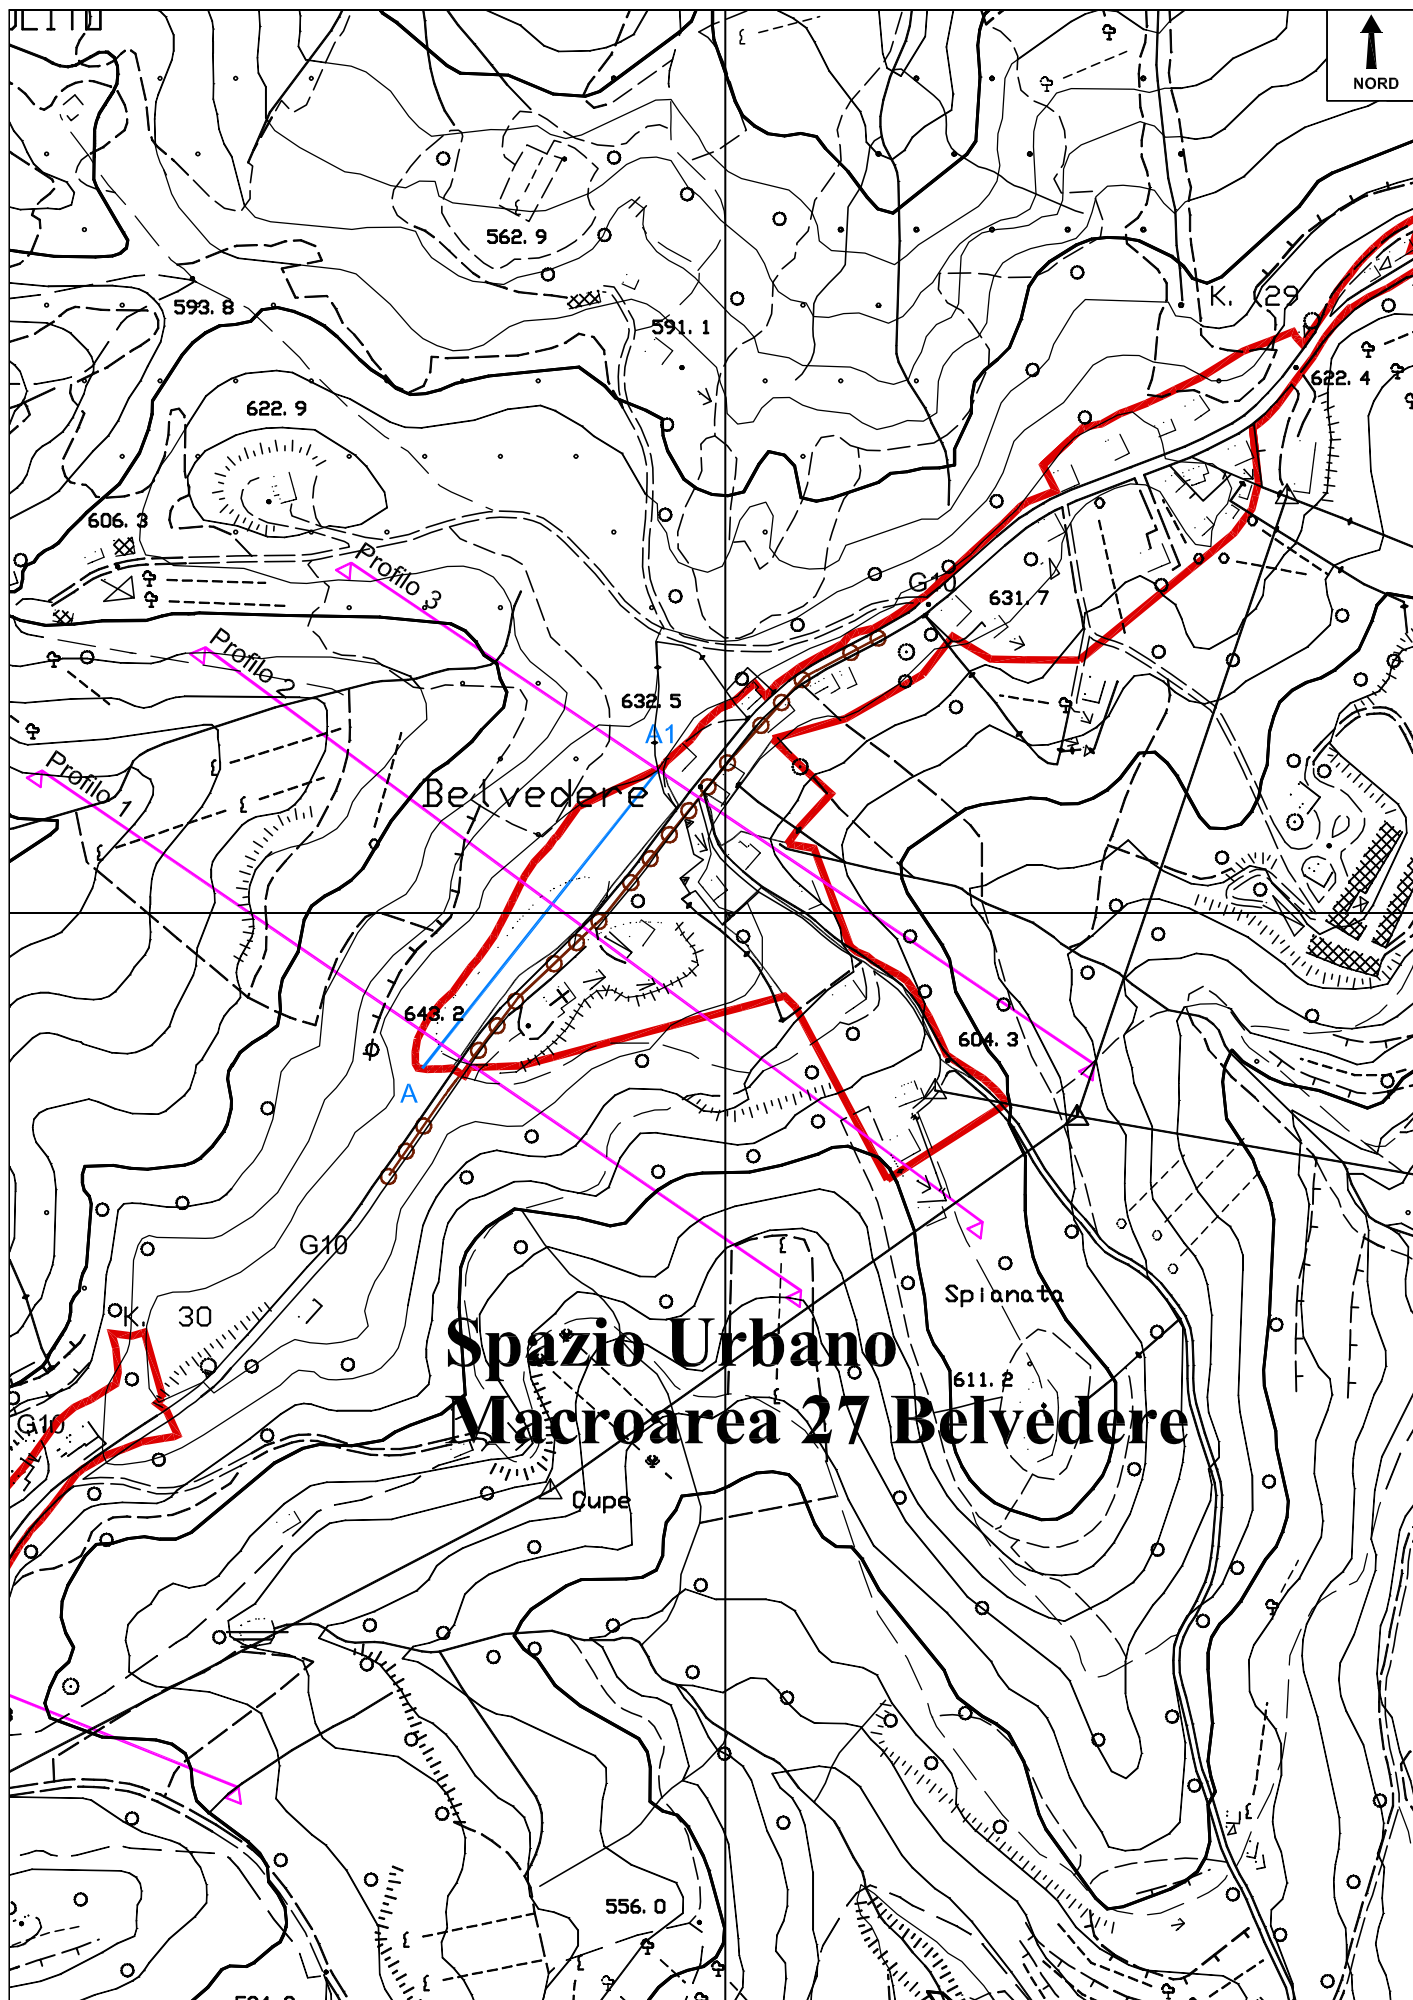 NORD
562. 9
K. 29
593. 8
591. 1
622. 4
622. 9
606. 3
Profilo 3
G10
631. 7
Profilo 2
632. 5
A1
Profilo 1
Belvedere
643. 2
604. 3
A
G10
Spianata
K. 30
Spazio Urbano
611. 2
Macroarea 27 Belvedere
G10
Cupe
556. 0